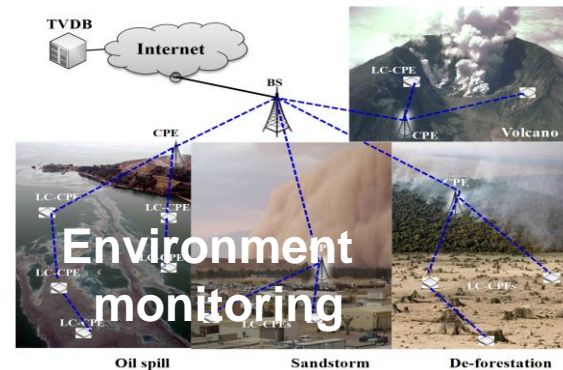 TVDB
Internet
BS
LC-CPE
CPE
Volcano
CPE
CPE
LC-CPE
LC-CPE
LC-CPE
LC-CPE
LC-CPE
Environment
monitoring
LC-CPEs
LC-CPEs
Oil spill
Sandstorm
De-forestation